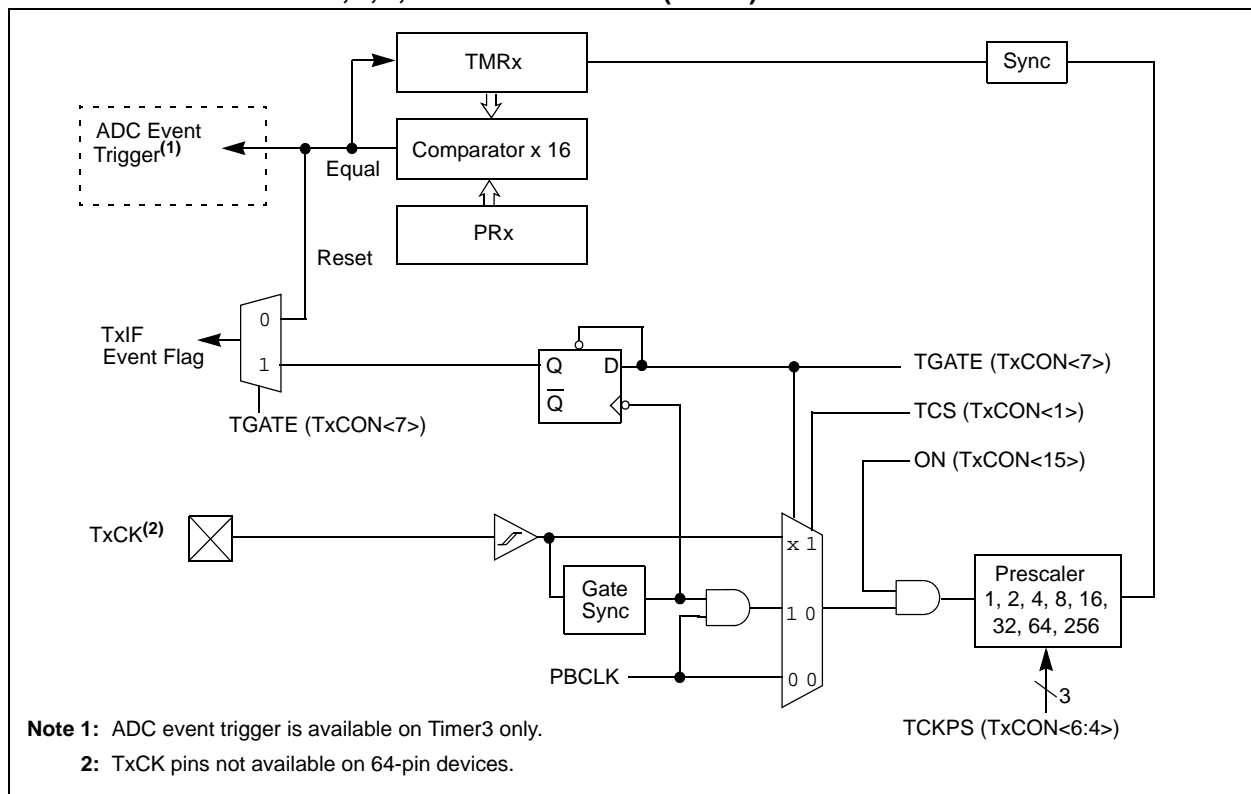 TMRx
Sync
ADC Event
Trigger(1)
Equal
Comparator x 16
PRx
Reset
0
1
TxIF
Event Flag
TGATE (TxCON<7>)
Q D
Q
TGATE (TxCON<7>)
TCS (TxCON<1>)
ON (TxCON<15>)
TxCK(2)
x 1
Gate
Sync
1 0
Prescaler
1, 2, 4, 8, 16,
32, 64, 256
PBCLK
0 0
3
TCKPS (TxCON<6:4>)
Note 1: ADC event trigger is available on Timer3 only.
2: TxCK pins not available on 64-pin devices.